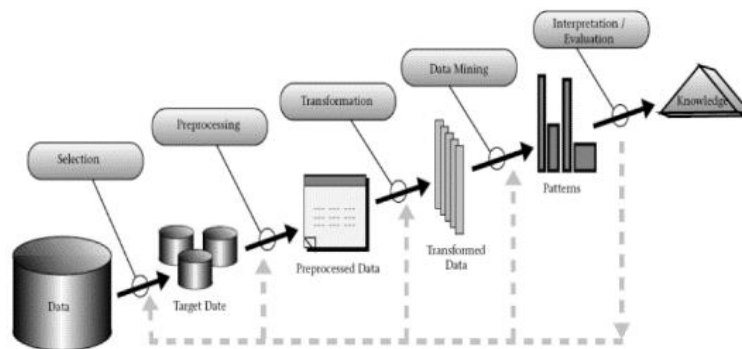 Interpretation /
Evaluation
Data Mining
Transformation
Preprocessing
Selection
Knowledge
Patterns
Transformed
Data
Preprocessed Data
Target Date
Data